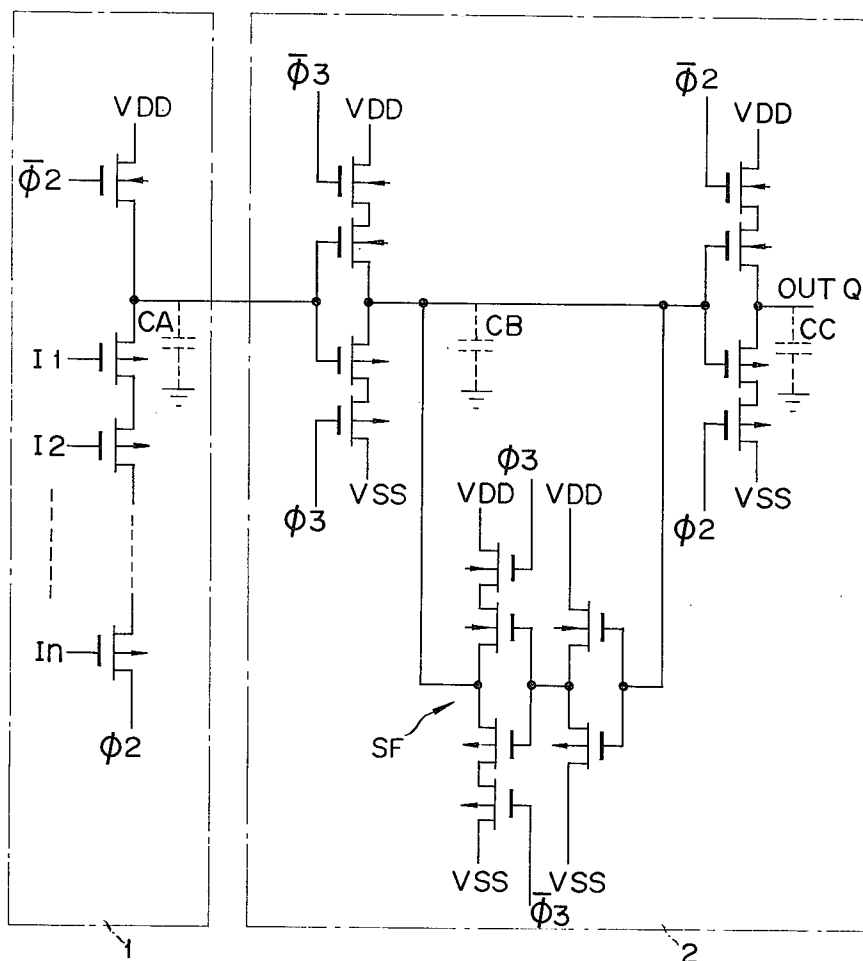 φ̅3
φ̅2
VDD
VDD
VDD
φ̅2
OUT Q
CA
CB
CC
I1
I2
φ3
VSS
φ3
VDD
VDD
φ2
VSS
In
φ2
SF
VSS
VSS
φ̅3
1
2